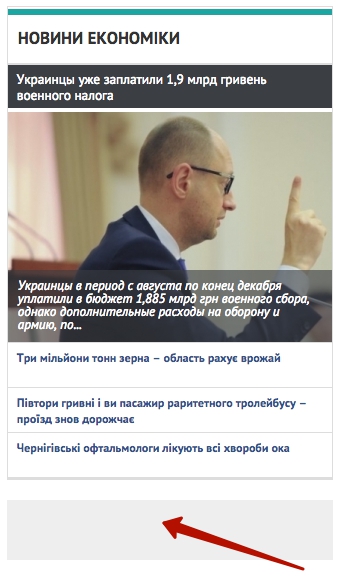 НОВИНИ ЕКОНОМІКИ
Украинцы уже заплатили 1,9 млрд гривень
военного налога
Украинцы в период с августа по конец декабря
уплатили в бюджет 1,885 млрд грн военного сбора,
однако дополнительные расходы на оборону и
армию, по...
Три мільйони тонн зерна – область рахує врожай
Півтори гривні і ви пасажир раритетного тролейбусу –
проїзд знов дорожчає
Чернігівські офтальмологи лікують всі хвороби ока